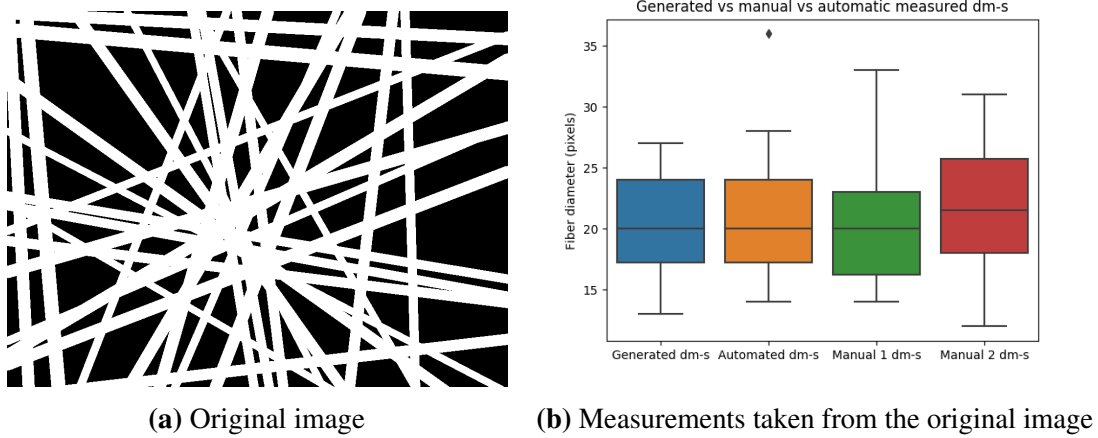 Generated vs manual vs automatic measured dm-s
35
30
25
20
15
Fiber diameter (pixels)
Generated dm-s Automated dm-s Manual 1 dm-s Manual 2 dm-s
(a) Original image
(b) Measurements taken from the original image